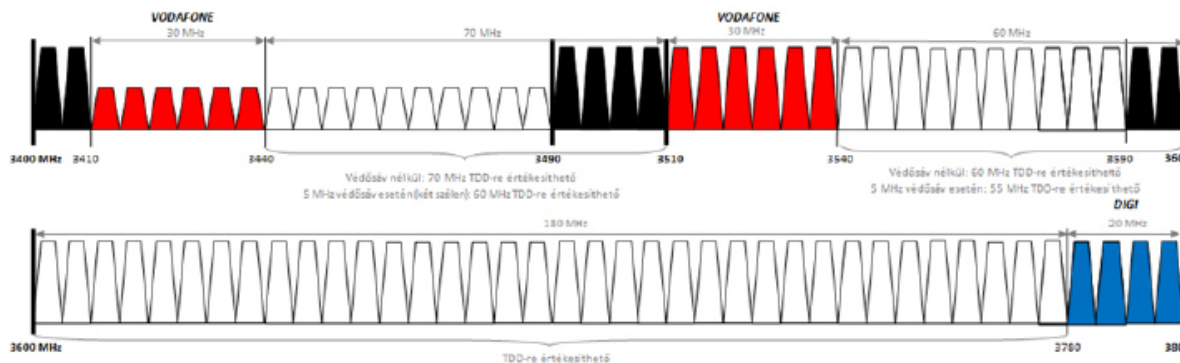 VODAFONE VODAFONE
30 MHz 70 MHz 30 MHz 60 MHz
3400 MHz 3410 3440 3490 3510 3540 3590 360
Védősáv nélkül: 70 MHz TDD-re értékesíthető Védősáv nélkül: 60 MHz TDD-re értékesíthető
5 MHz védősáv esetén (két szélen): 60 MHz TDD-re értékesíthető 5 MHz védősáv esetén: 55 MHz TDD-re értékesíthető
DIGI
180 MHz 20 MHz
3600 MHz 3780 380
TDD-re értékesíthető